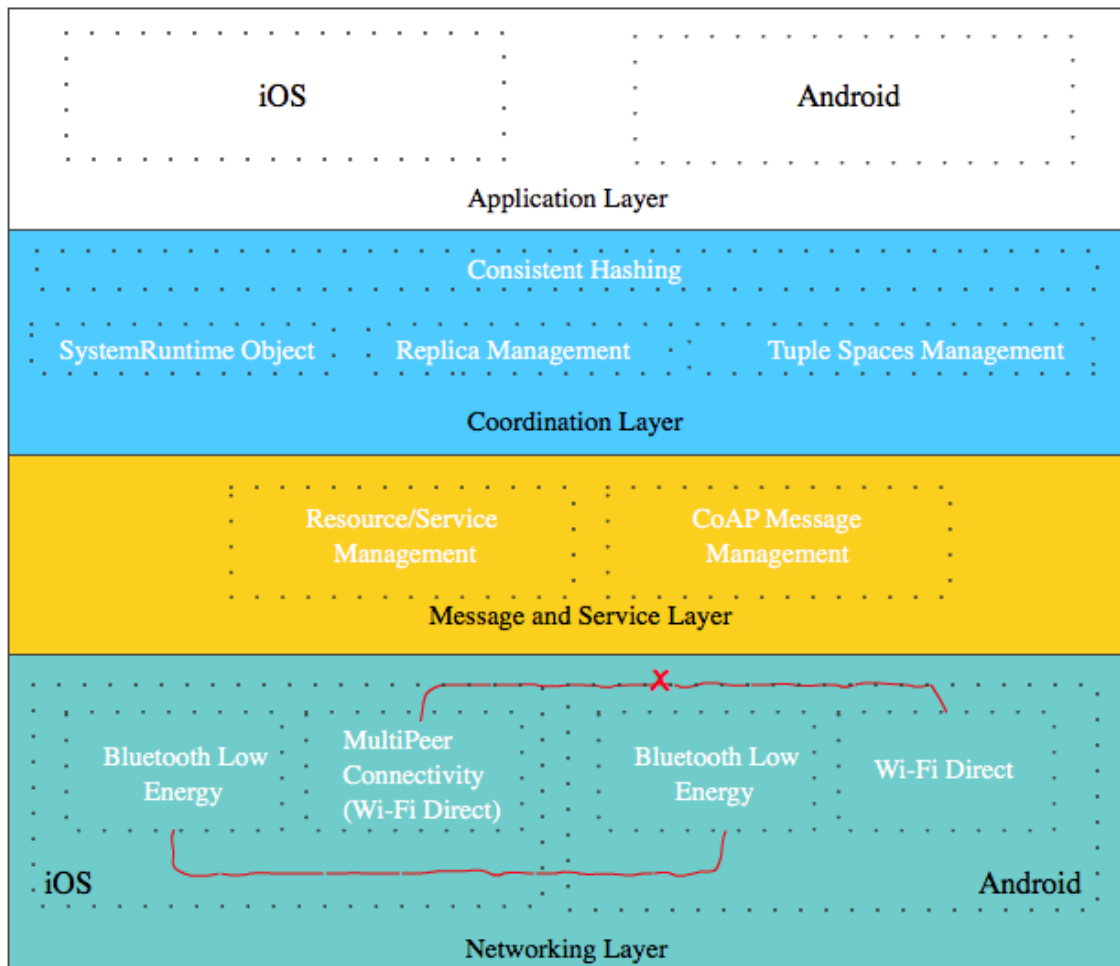 iOS
Android
Application Layer
Consistent Hashing
SystemRuntime Object
Replica Management
Tuple Spaces Management
Coordination Layer
Resource/Service
Management
CoAP Message
Management
Message and Service Layer
X
Bluetooth Low
Energy
MultiPeer
Connectivity
(Wi-Fi Direct)
Bluetooth Low
Energy
Wi-Fi Direct
iOS
Android
Networking Layer